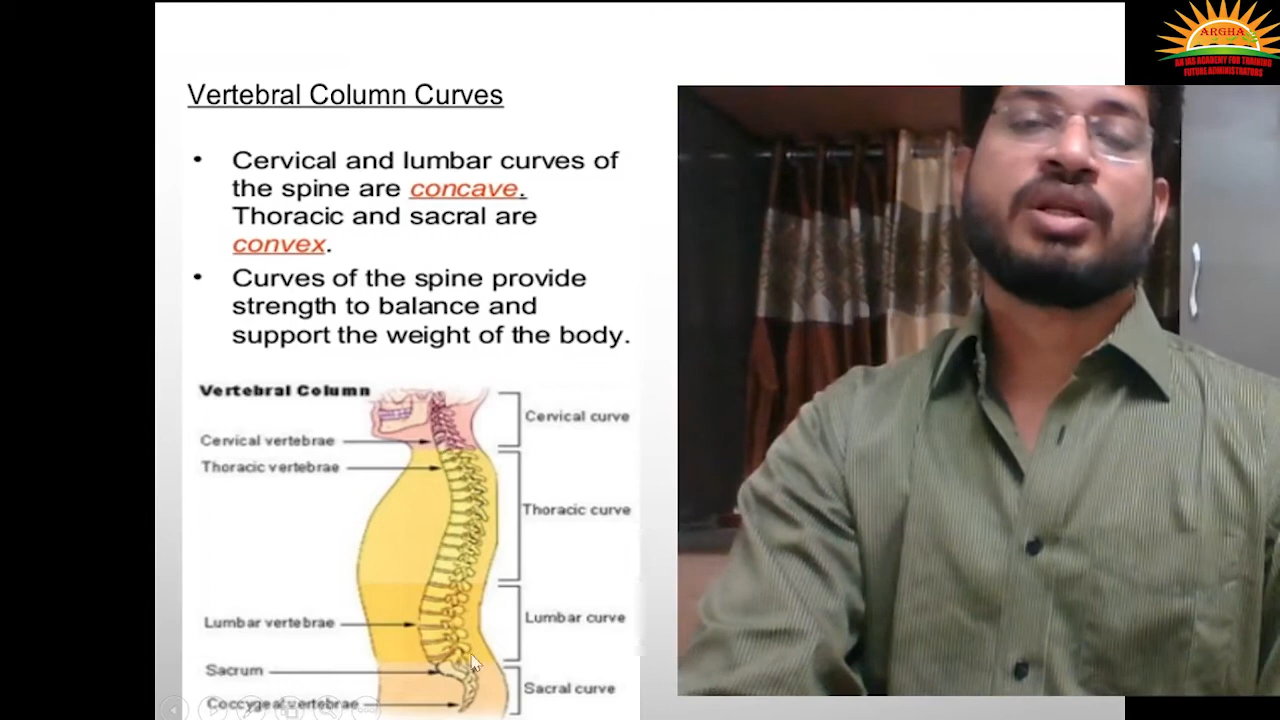 ARGHA
AN IAS ACADEMY FOR TRAINING
FUTURE ADMINISTRATORS
Vertebral Column Curves
• Cervical and lumbar curves of
the spine are concave.
Thoracic and sacral are
convex.
• Curves of the spine provide
strength to balance and
support the weight of the body.
Vertebral Column
Cervical curve
Cervical vertebrae
Thoracic vertebrae
Thoracic curve
Lumbar curve
Lumbar vertebrae
Sacrum
Sacral curve
Coccygeal vertebrae